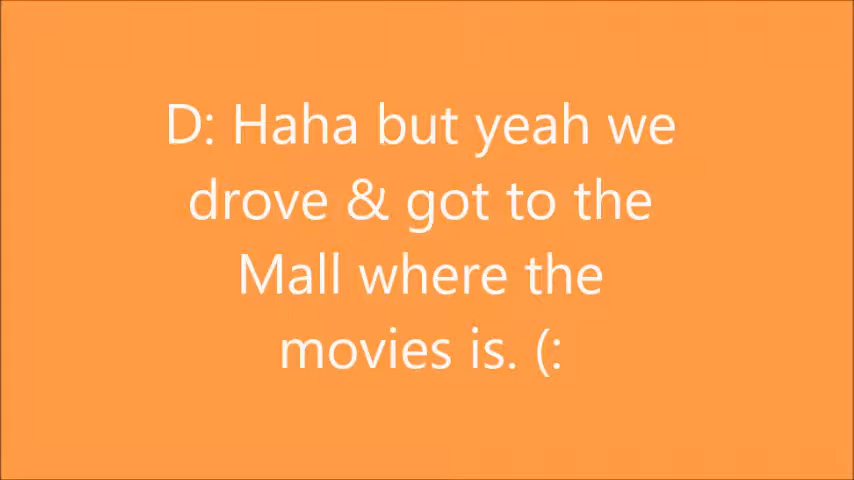 D: Haha but yeah we
drove & got to the
Mall where the
movies is. (: